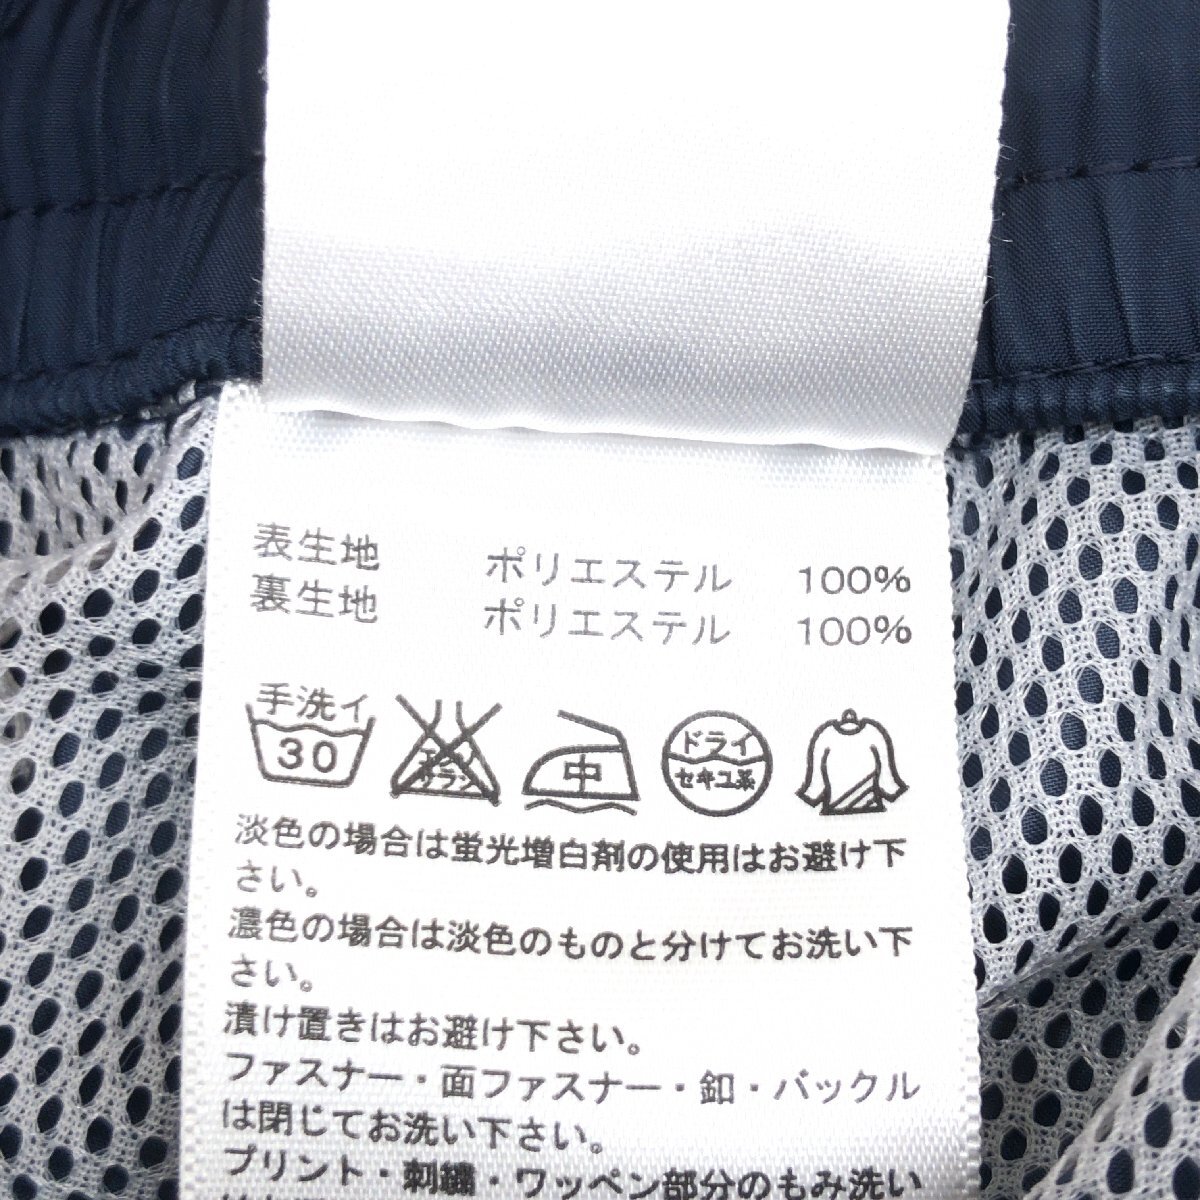 表生地 ポリエステル 100%
裏生地 ポリエステル 100%
手洗イ
30
エンソ
サラシ
中
ドライ
セキユ系
淡色の場合は蛍光増白剤の使用はお避け下
さい。
濃色の場合は淡色のものと分けてお洗い下
さい。
漬け置きはお避け下さい。
ファスナー・面ファスナー・釦・バックル
は閉じてお洗い下さい。
プリント・刺繍・ワッペン部分のもみ洗い